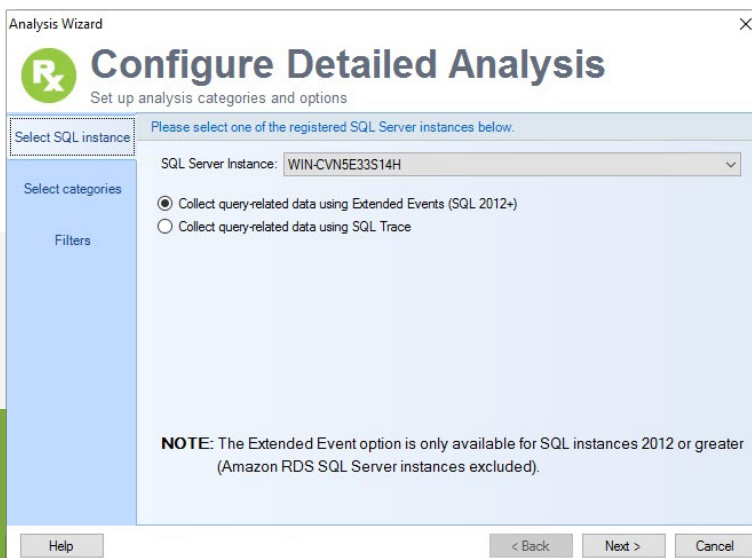 Analysis Wizard
Rx
Configure Detailed Analysis
Set up analysis categories and options
Select SQL instance
Select categories
Filters
Please select one of the registered SQL Server instances below.
SQL Server Instance: WIN-CVN5E33S14H
Collect query-related data using Extended Events (SQL 2012+)
Collect query-related data using SQL Trace
NOTE: The Extended Event option is only available for SQL instances 2012 or greater
(Amazon RDS SQL Server instances excluded).
Help
< Back
Next >
Cancel